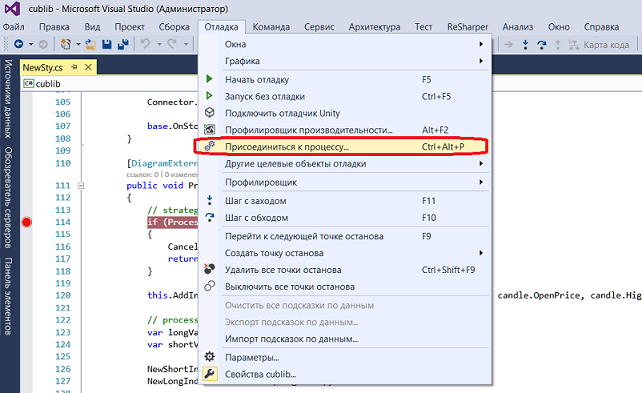 cublib - Microsoft Visual Studio (Администратор)
Файл Правка Вид Проект Сборка Отладка Команда Сервис Архитектура Тест ReSharper Анализ Окно Справка
Карта кода
NewSty.cs
cublib
Источники данных
Обозреватель серверов
Панель элементов
Окна
Графика
Начать отладку F5
Запуск без отладки Ctrl+F5
Подключить отладчик Unity
Профилировщик производительности... Alt+F2
Присоединиться к процессу... Ctrl+Alt+P
Другие целевые объекты отладки
Профилировщик
Шаг с заходом F11
Шаг с обходом F10
Перейти к следующей точке останова F9
Создать точку останова
Удалить все точки останова Ctrl+Shift+F9
Выключить все точки останова
Очистить все подсказки по данным
Экспорт подсказок по данным...
Импорт подсказок по данным...
Параметры...
Свойства cublib...
105 Connector.
106
107 base.OnSto
108 }
109
110 [DiagramExtern
ссылок: 0 | 0 изменен
111 public void Pr
112 {
113 // strateg
114 if (Proces
115 {
116 Cancel
117 return
118 }
119
120 this.AddIn candle.OpenPrice, candle.Hig
121
122 // process
123 var longVa
124 var shortV
125
126 NewShortIn
127 NewLongInd